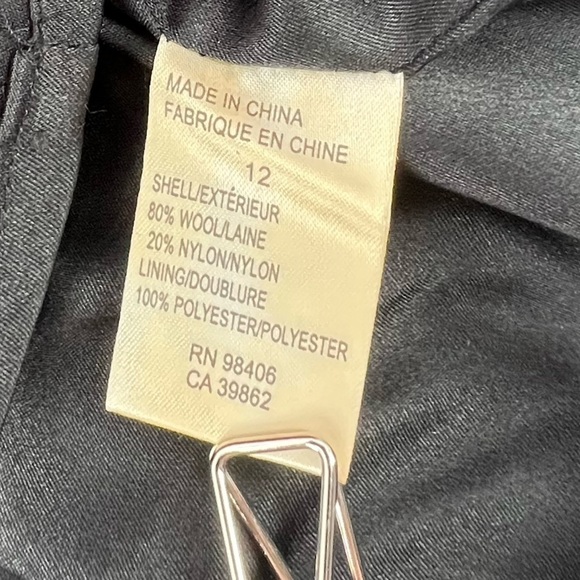 MADE IN CHINA
FABRIQUE EN CHINE
12
SHELL/EXTÉRIEUR
80% WOOL/LAINE
20% NYLON/NYLON
LINING/DOUBLURE
100% POLYESTER/POLYESTER
RN 98406
CA 39862